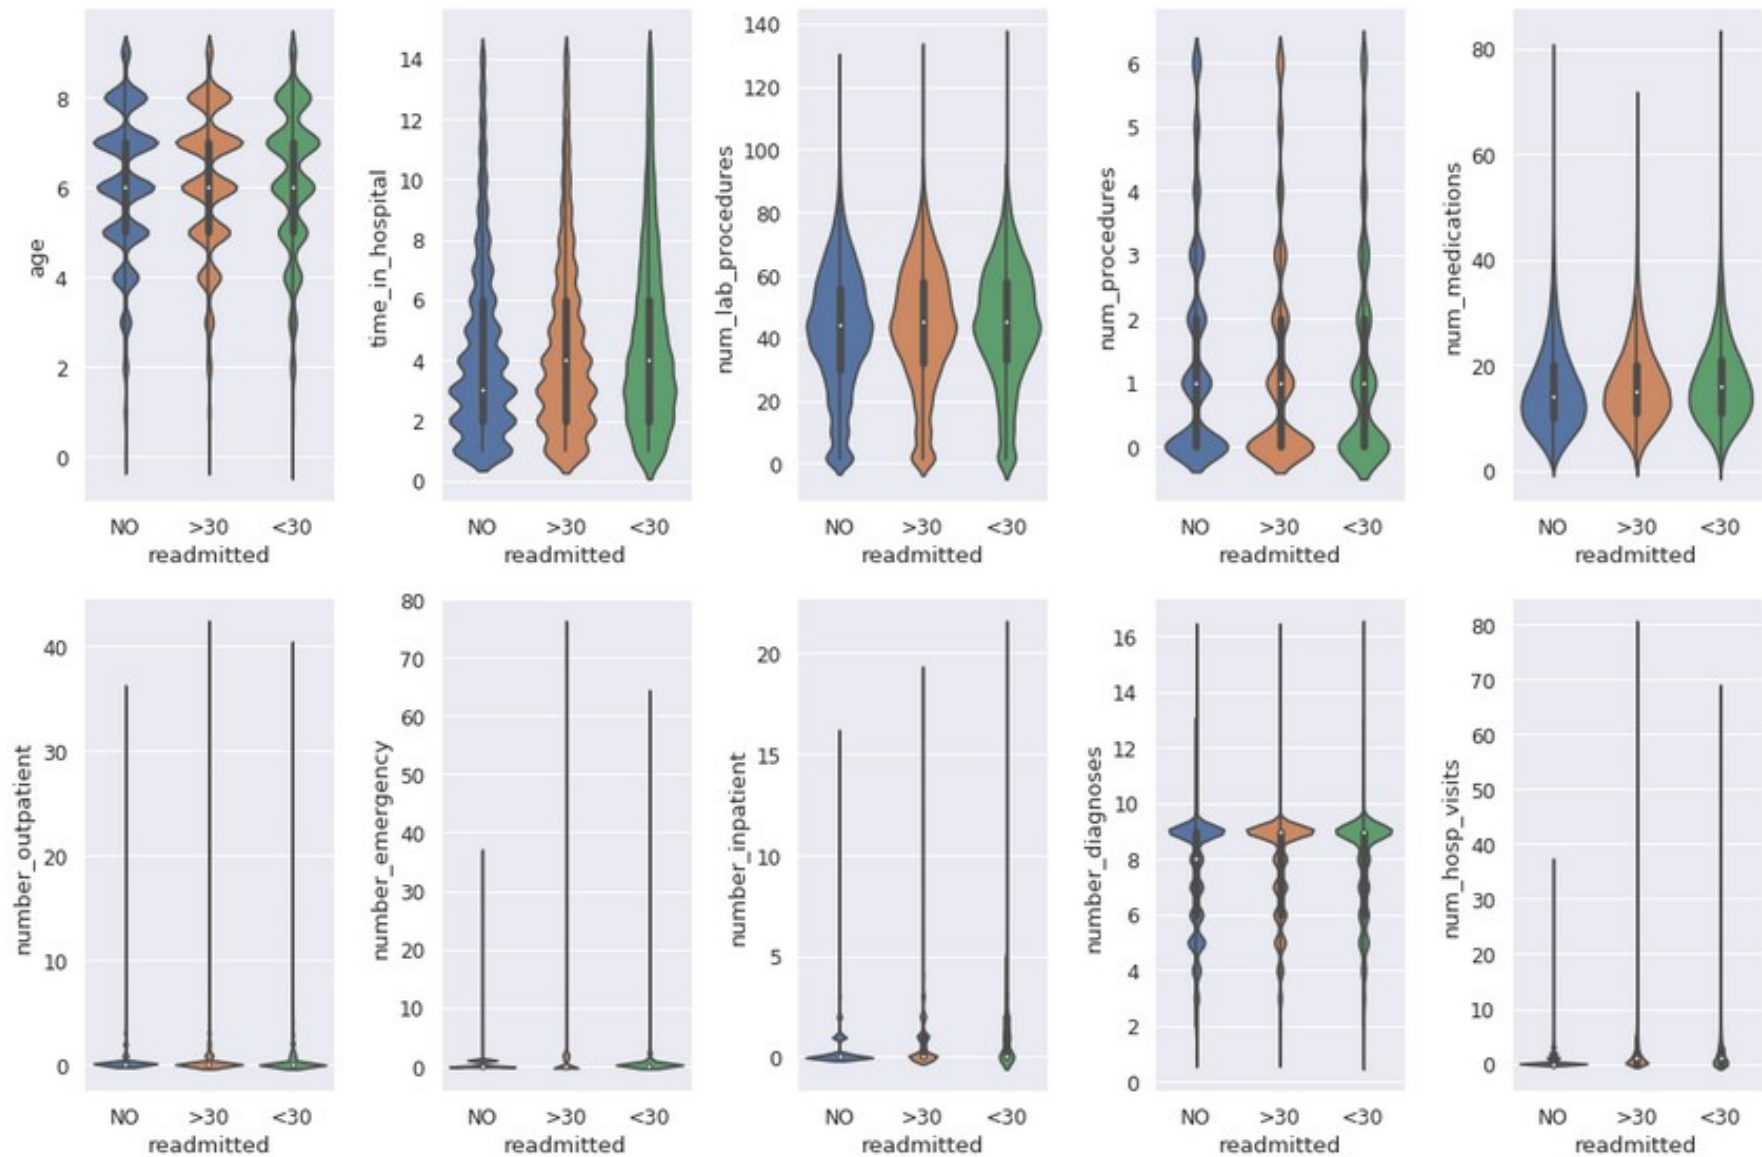 age
8
6
4
2
0
NO >30 <30
readmitted
time_in_hospital
14
12
10
8
6
4
2
0
NO >30 <30
readmitted
num_lab_procedures
140
120
100
80
60
40
20
0
NO >30 <30
readmitted
num_procedures
6
5
4
3
2
1
0
NO >30 <30
readmitted
num_medications
80
60
40
20
0
NO >30 <30
readmitted
number_outpatient
40
30
20
10
0
NO >30 <30
readmitted
number_emergency
80
70
60
50
40
30
20
10
0
NO >30 <30
readmitted
number_inpatient
20
15
10
5
0
NO >30 <30
readmitted
number_diagnoses
16
14
12
10
8
6
4
2
0
NO >30 <30
readmitted
num_hosp_visits
80
70
60
50
40
30
20
10
0
NO >30 <30
readmitted